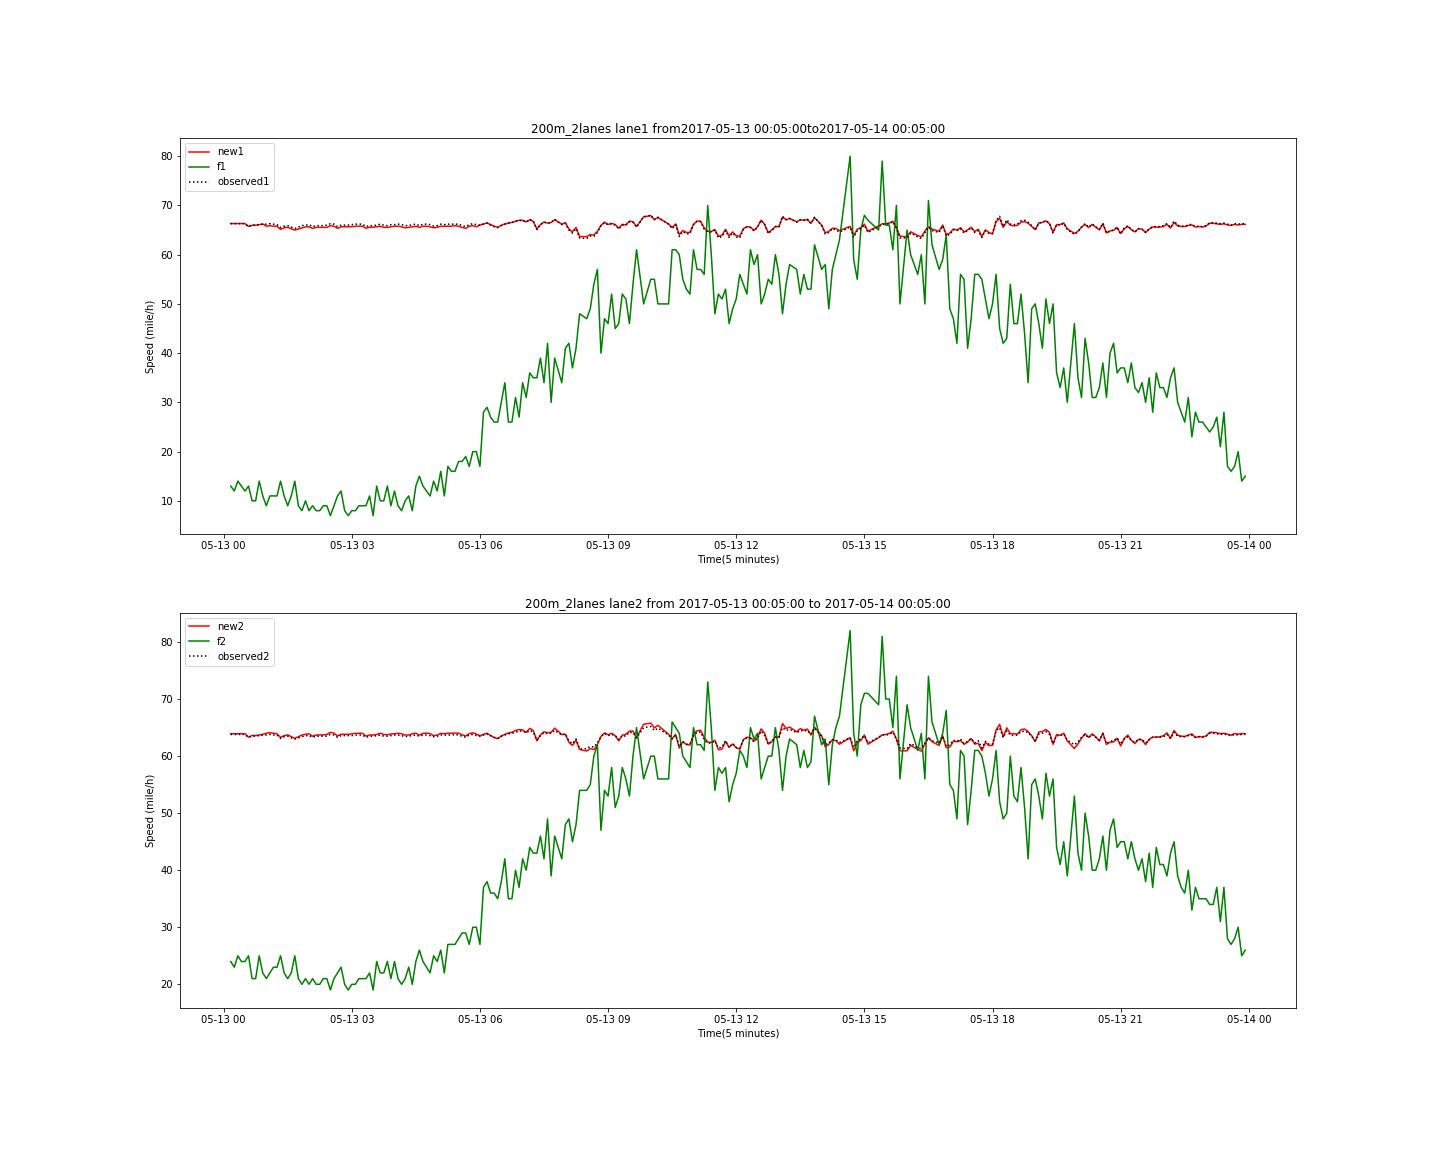 200m_2lanes lane1 from2017-05-13 00:05:00to2017-05-14 00:05:00
new1
f1
observed1
80
70
60
50
40
30
20
10
Speed (mile/h)
05-13 00 05-13 03 05-13 06 05-13 09 05-13 12 05-13 15 05-13 18 05-13 21 05-14 00
Time(5 minutes)
200m_2lanes lane2 from 2017-05-13 00:05:00 to 2017-05-14 00:05:00
new2
f2
observed2
80
70
60
50
40
30
20
Speed (mile/h)
05-13 00 05-13 03 05-13 06 05-13 09 05-13 12 05-13 15 05-13 18 05-13 21 05-14 00
Time(5 minutes)